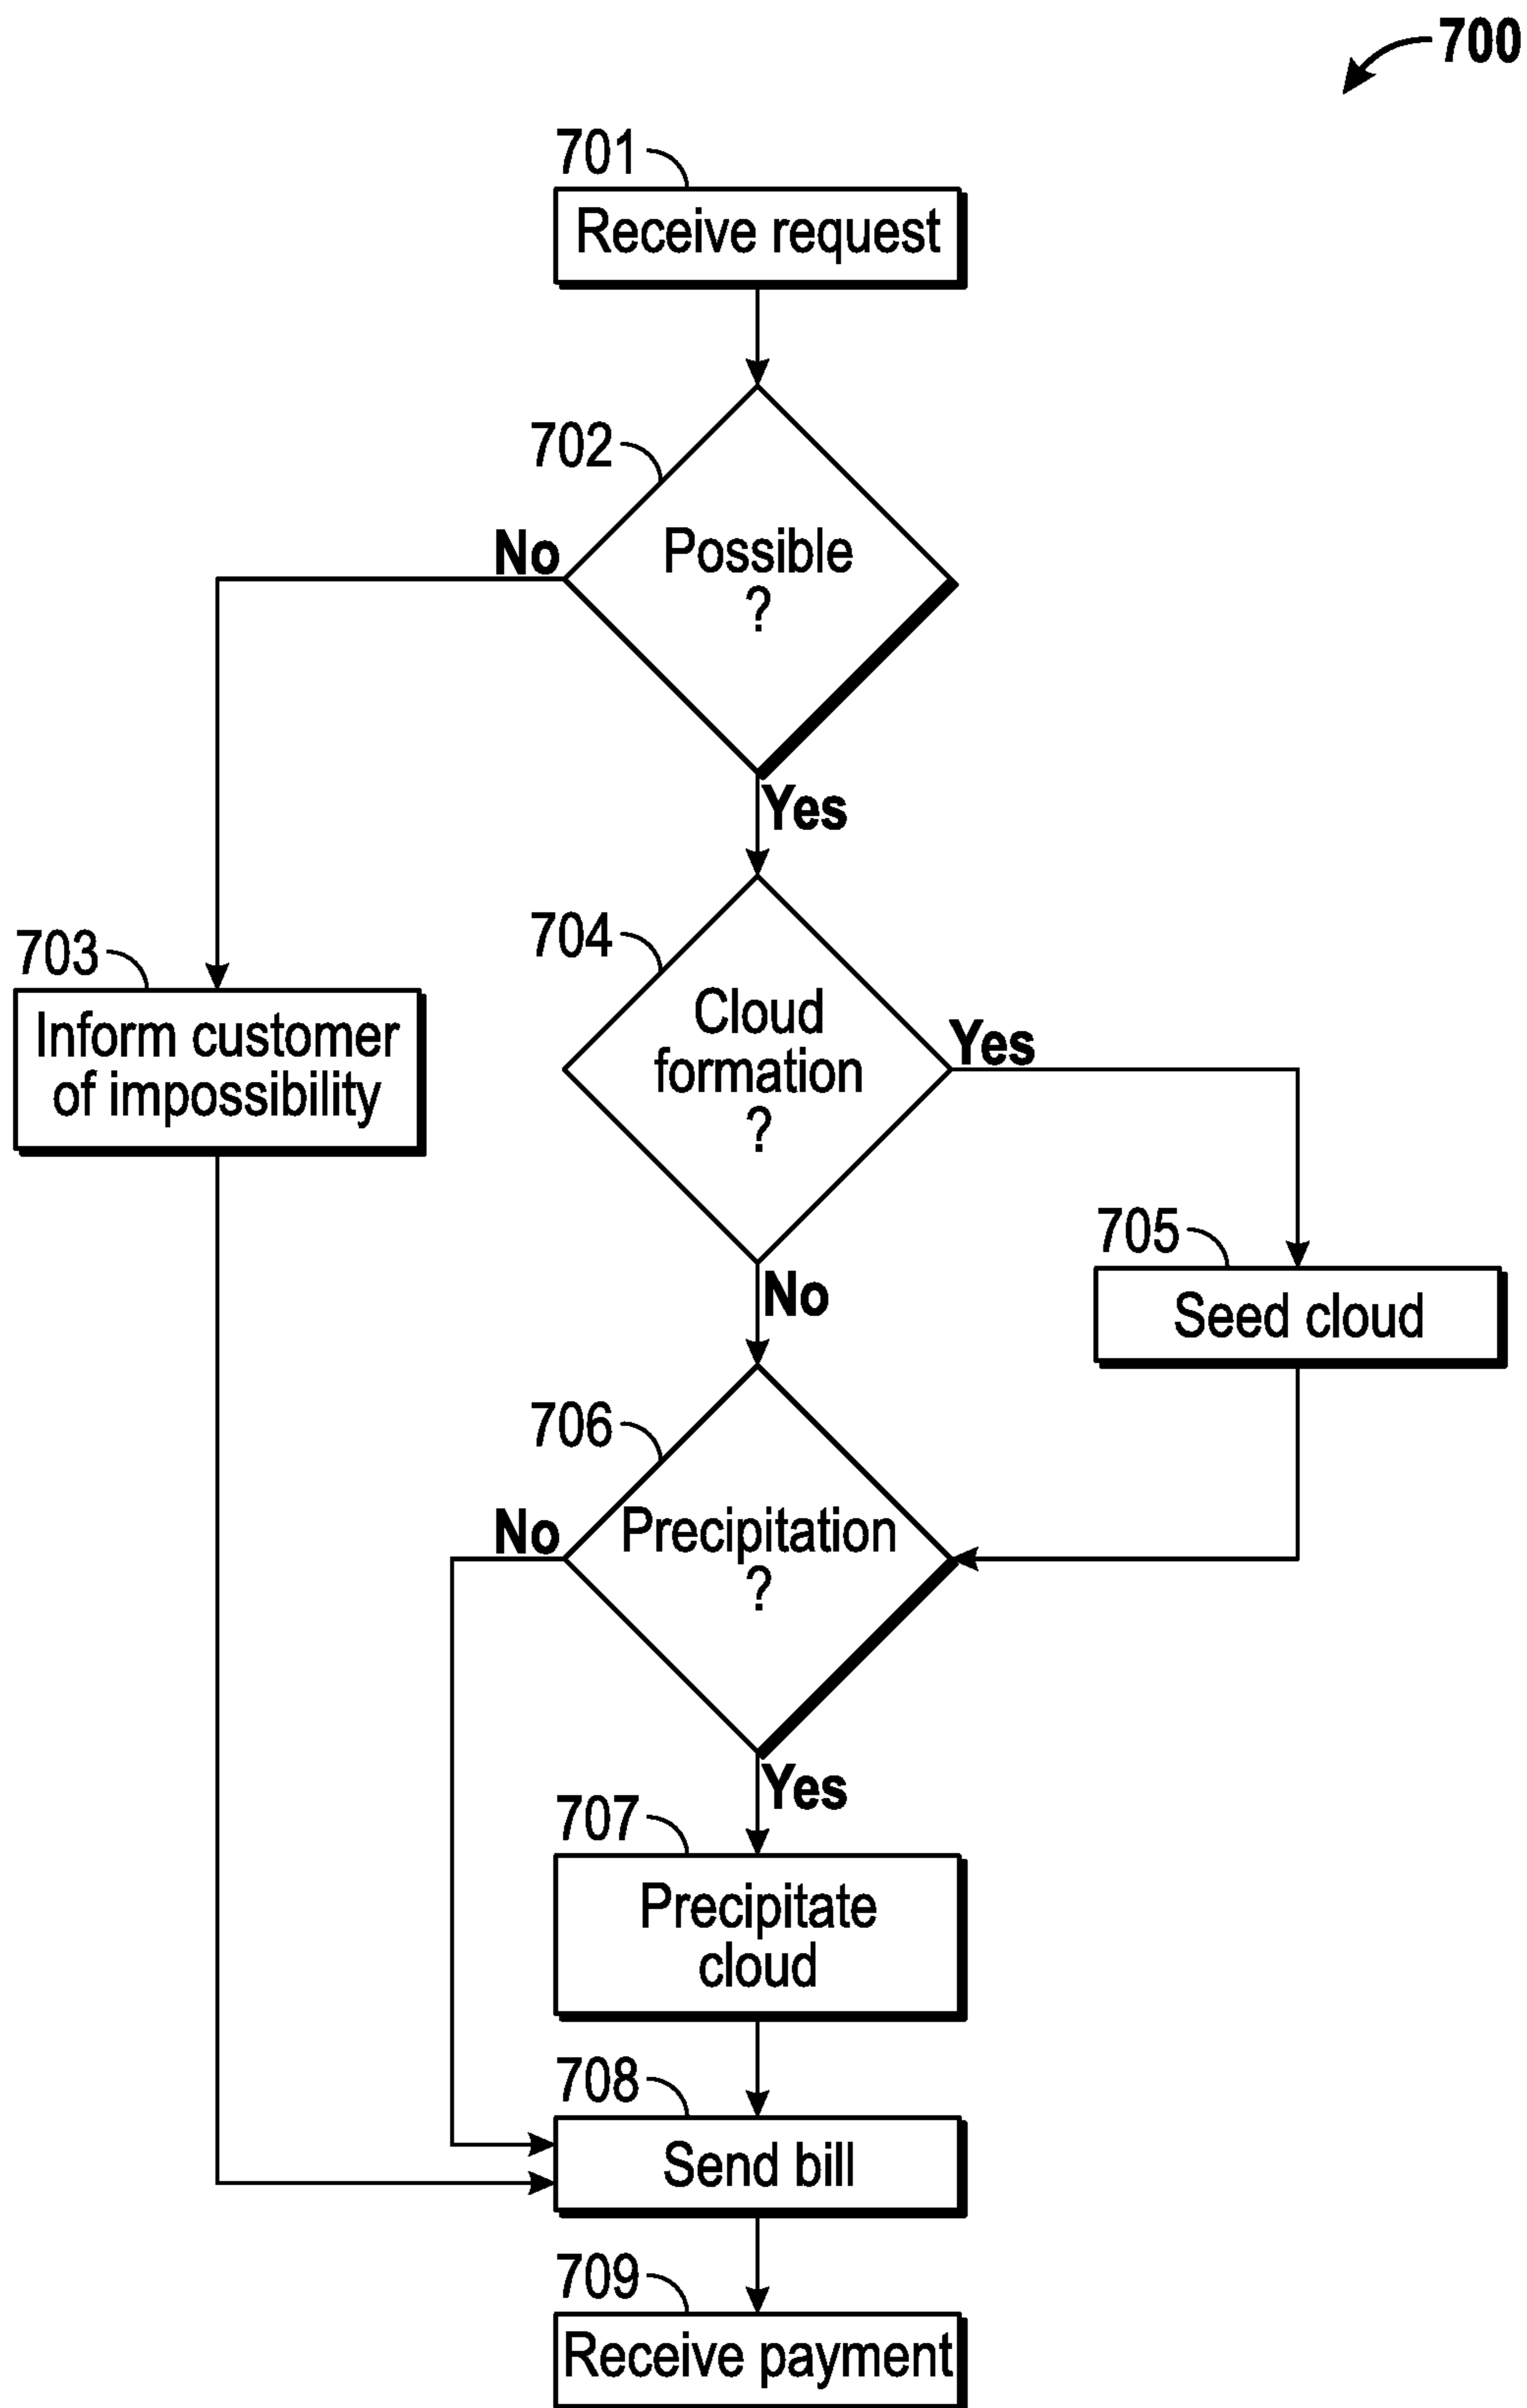 700
701
Receive request
702
No
Possible
?
Yes
704
703
Cloud
formation
?
Yes
Inform customer
of impossibility
705
Seed cloud
No
706
No
Precipitation
?
Yes
707
Precipitate
cloud
708
Send bill
709
Receive payment